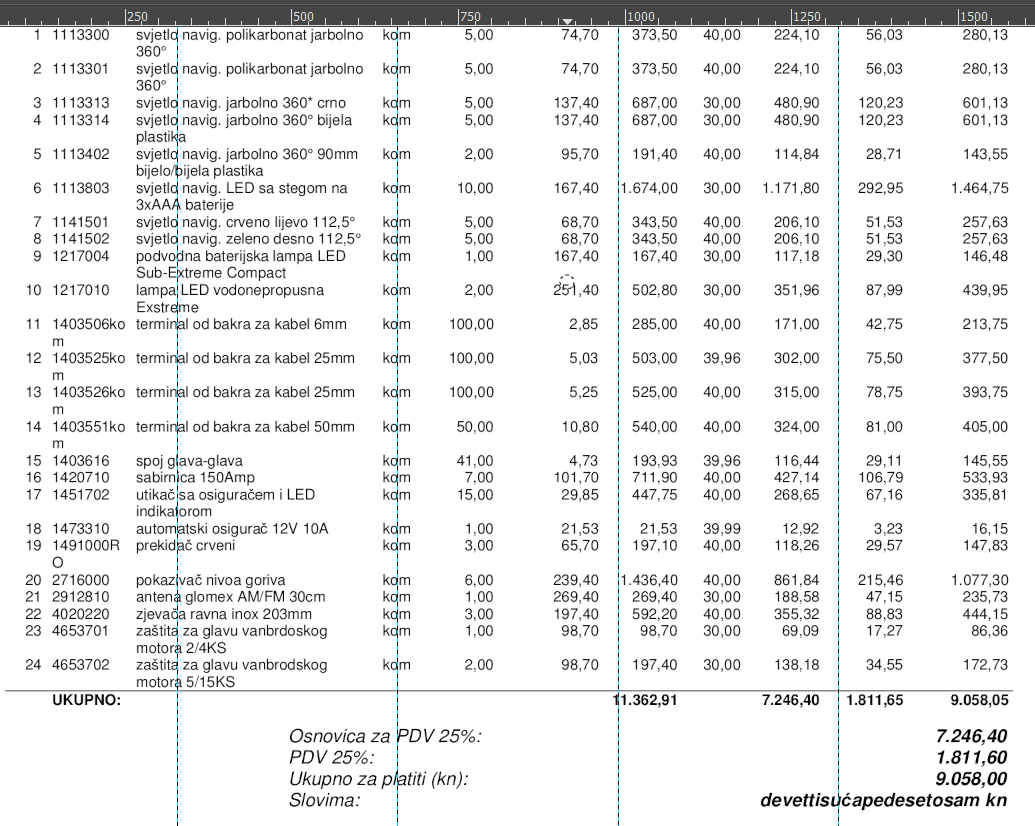 250 500 750 1000 1250 1500
1 1113300 svjetlo navig. polikarbonat jarbolno kom 5,00 74,70 373,50 40,00 224,10 56,03 280,13
360°
2 1113301 svjetlo navig. polikarbonat jarbolno kom 5,00 74,70 373,50 40,00 224,10 56,03 280,13
360°
3 1113313 svjetlo navig. jarbolno 360* crno kom 5,00 137,40 687,00 30,00 480,90 120,23 601,13
4 1113314 svjetlo navig. jarbolno 360° bijela kom 5,00 137,40 687,00 30,00 480,90 120,23 601,13
plastika
5 1113402 svjetlo navig. jarbolno 360° 90mm kom 2,00 95,70 191,40 40,00 114,84 28,71 143,55
bijelo/bijela plastika
6 1113803 svjetlo navig. LED sa stegom na kom 10,00 167,40 1.674,00 30,00 1.171,80 292,95 1.464,75
3xAAA baterije
7 1141501 svjetlo navig. crveno lijevo 112,5° kom 5,00 68,70 343,50 40,00 206,10 51,53 257,63
8 1141502 svjetlo navig. zeleno desno 112,5° kom 5,00 68,70 343,50 40,00 206,10 51,53 257,63
9 1217004 podvodna baterijska lampa LED kom 1,00 167,40 167,40 30,00 117,18 29,30 146,48
Sub-Extreme Compact
10 1217010 lampa LED vodonepropusna kom 2,00 251,40 502,80 30,00 351,96 87,99 439,95
Exstreme
11 1403506ko terminal od bakra za kabel 6mm kom 100,00 2,85 285,00 40,00 171,00 42,75 213,75
m
12 1403525ko terminal od bakra za kabel 25mm kom 100,00 5,03 503,00 39,96 302,00 75,50 377,50
m
13 1403526ko terminal od bakra za kabel 25mm kom 100,00 5,25 525,00 40,00 315,00 78,75 393,75
m
14 1403551ko terminal od bakra za kabel 50mm kom 50,00 10,80 540,00 40,00 324,00 81,00 405,00
m
15 1403616 spoj glava-glava kom 41,00 4,73 193,93 39,96 116,44 29,11 145,55
16 1420710 sabirnica 150Amp kom 7,00 101,70 711,90 40,00 427,14 106,79 533,93
17 1451702 utikač sa osiguračem i LED kom 15,00 29,85 447,75 40,00 268,65 67,16 335,81
indikatorom
18 1473310 automatski osigurač 12V 10A kom 1,00 21,53 21,53 39,99 12,92 3,23 16,15
19 1491000R prekidač crveni kom 3,00 65,70 197,10 40,00 118,26 29,57 147,83
O
20 2716000 pokazivač nivoa goriva kom 6,00 239,40 1.436,40 40,00 861,84 215,46 1.077,30
21 2912810 antena glomex AM/FM 30cm kom 1,00 269,40 269,40 30,00 188,58 47,15 235,73
22 4020220 zjevača ravna inox 203mm kom 3,00 197,40 592,20 40,00 355,32 88,83 444,15
23 4653701 zaštita za glavu vanbrdoskog kom 1,00 98,70 98,70 30,00 69,09 17,27 86,36
motora 2/4KS
24 4653702 zaštita za glavu vanbrodskog kom 2,00 98,70 197,40 30,00 138,18 34,55 172,73
motora 5/15KS
UKUPNO: 11.362,91 7.246,40 1.811,65 9.058,05
Osnovica za PDV 25%: 7.246,40
PDV 25%: 1.811,60
Ukupno za platiti (kn): 9.058,00
Slovima: devettisućapedesetosam kn